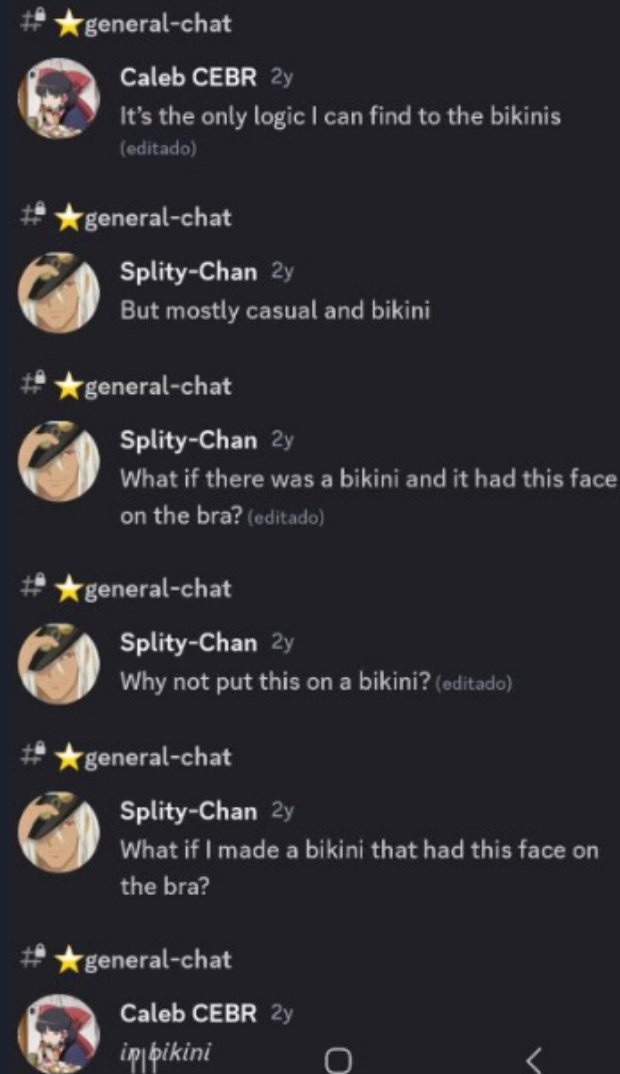 general-chat
Caleb CEBR 2y
It's the only logic I can find to the bikinis
(editado)
general-chat
Splity-Chan 2y
But mostly casual and bikini
general-chat
Splity-Chan 2y
What if there was a bikini and it had this face
on the bra? (editado)
general-chat
Splity-Chan 2y
Why not put this on a bikini? (editado)
general-chat
Splity-Chan 2y
What if I made a bikini that had this face on
the bra?
general-chat
Caleb CEBR 2y
in bikini